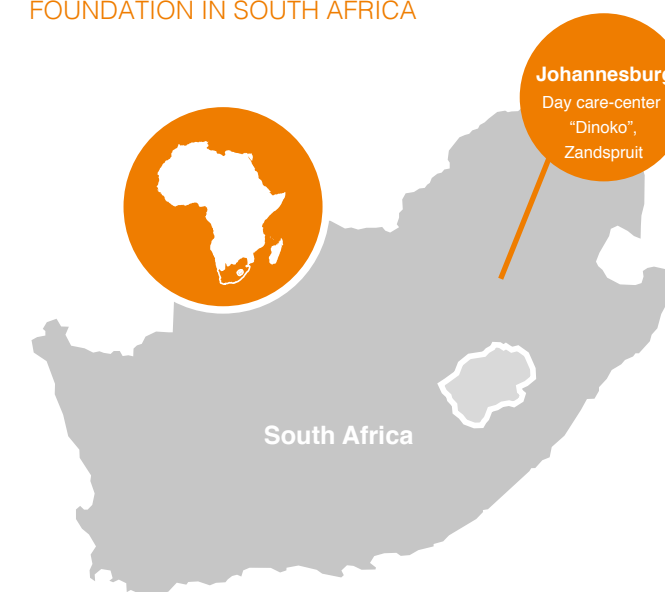 FOUNDATION IN SOUTH AFRICA
Johannesburg
Day care-center
“Dinoko”,
Zandspruit
South Africa